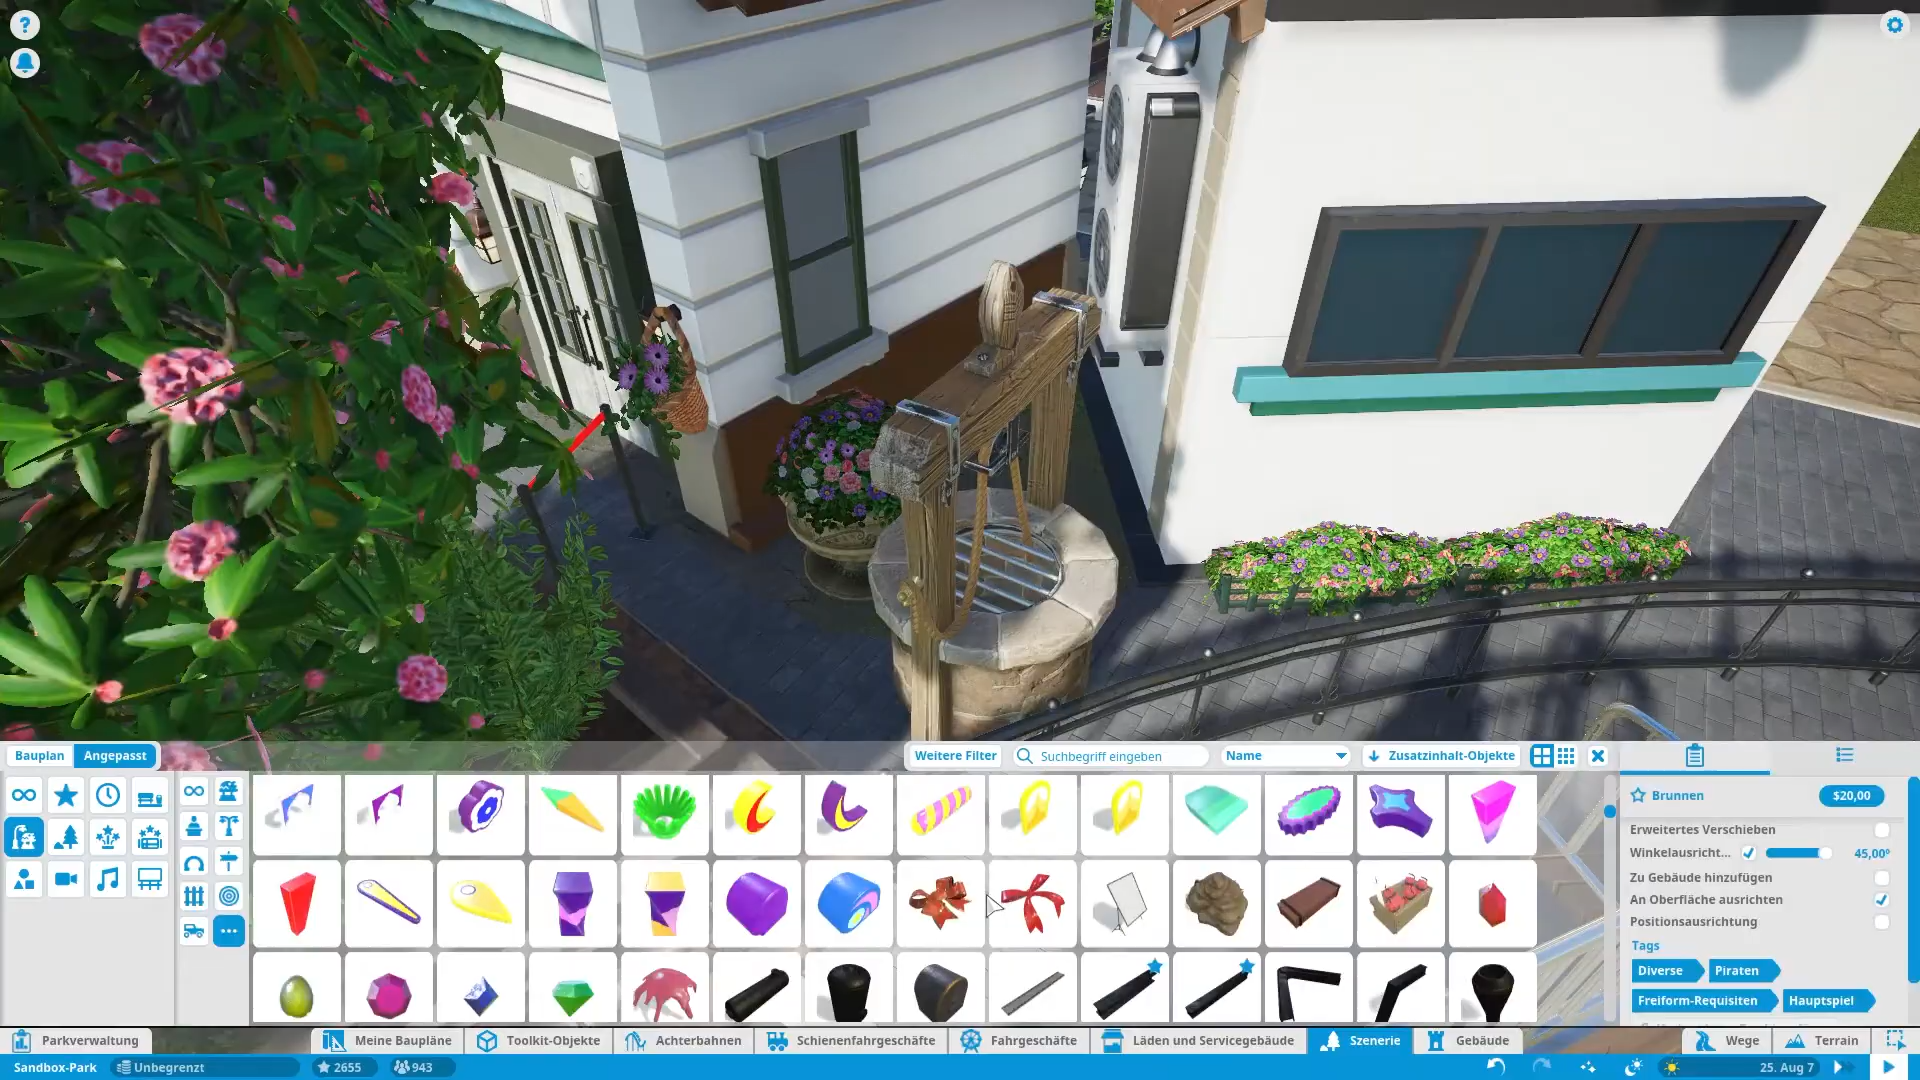 ?
Bauplan
Angepasst
Weitere Filter
Suchbegriff eingeben
Name
Zusatzinhalt-Objekte
Brunnen
$20,00
Erweitertes Verschieben
Winkelausricht...
45,00°
Zu Gebäude hinzufügen
An Oberfläche ausrichten
Positionsausrichtung
Tags
Diverse
Piraten
Freiform-Requisiten
Hauptspiel
Parkverwaltung
Meine Baupläne
Toolkit-Objekte
Achterbahnen
Schienenfahrgeschäfte
Fahrgeschäfte
Läden und Servicegebäude
Szenerie
Gebäude
Wege
Terrain
Sandbox-Park
Unbegrenzt
2655
943
25. Aug 7